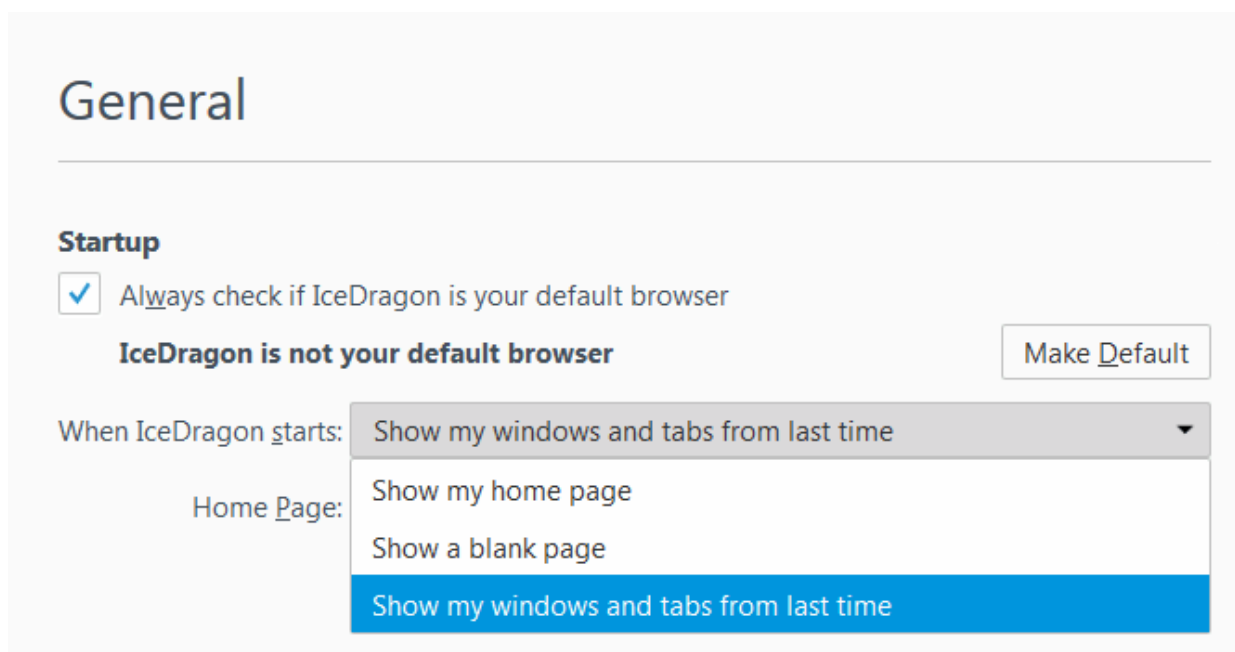 General
Startup
Always check if IceDragon is your default browser
IceDragon is not your default browser
Make Default
When IceDragon starts:
Show my windows and tabs from last time
Home Page:
Show my home page
Show a blank page
Show my windows and tabs from last time